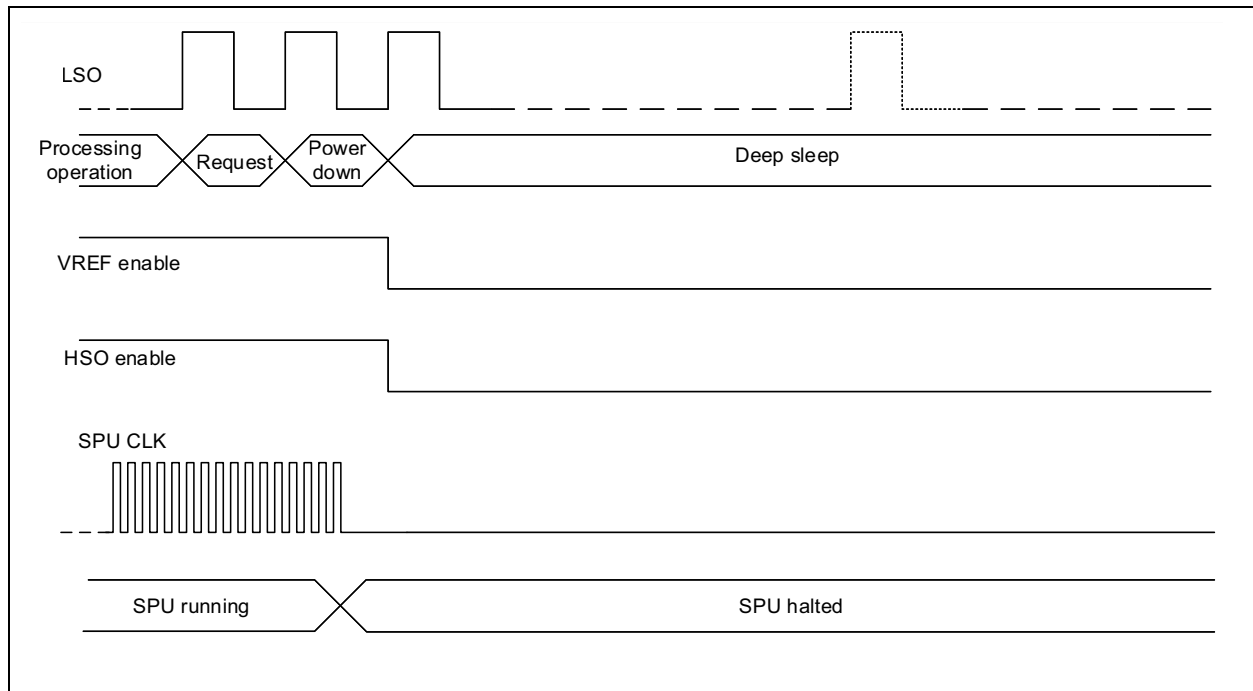 LSO
Processing
operation
Request
Power
down
Deep sleep
VREF enable
HSO enable
SPU CLK
SPU running
SPU halted